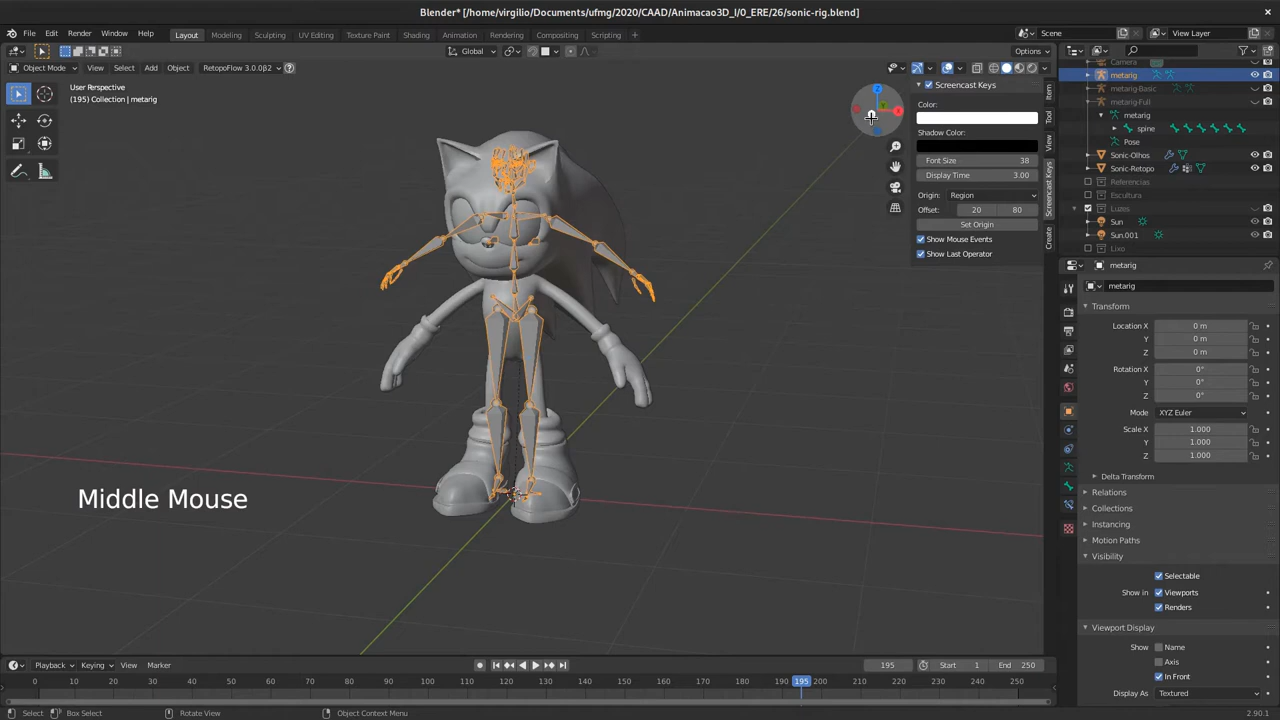 Blender* [/home/virgilio/Documents/ufmg/2020/CAAD/Animacao3D_I/0_ERE/26/sonic-rig.blend]
File Edit Render Window Help Layout Modeling Sculpting UV Editing Texture Paint Shading Animation Rendering Compositing Scripting + Scene View Layer
Global Options
Object Mode View Select Add Object RetopoFlow 3.0.0β2
User Perspective
(195) Collection | metarig
Z
X
Y
Screencast Keys
Color:
Shadow Color:
Font Size 38
Display Time 3.00
Origin: Region
Offset: 20 80
Set Origin
Show Mouse Events
Show Last Operator
Item
Tool
View
Screencast Keys
Create
Camera
metarig
metarig-Basic
metarig-Full
metarig
spine
Pose
Sonic-Olhos
Sonic-Retopo
Referencias
Escultura
Luzes
Sun
Sun.001
Lixo
metarig
metarig
Transform
Location X 0 m
Y 0 m
Z 0 m
Rotation X 0°
Y 0°
Z 0°
Mode XYZ Euler
Scale X 1.000
Y 1.000
Z 1.000
Delta Transform
Relations
Collections
Instancing
Motion Paths
Visibility
Selectable
Show in Viewports
Renders
Viewport Display
Show Name
Axis
In Front
Display As Textured
Middle Mouse
Playback Keying View Marker 195 Start 1 End 250
0 10 20 30 40 50 60 70 80 90 100 110 120 130 140 150 160 170 180 190 195 200 210 220 230 240 250
Select Box Select Rotate View Object Context Menu 2.90.1